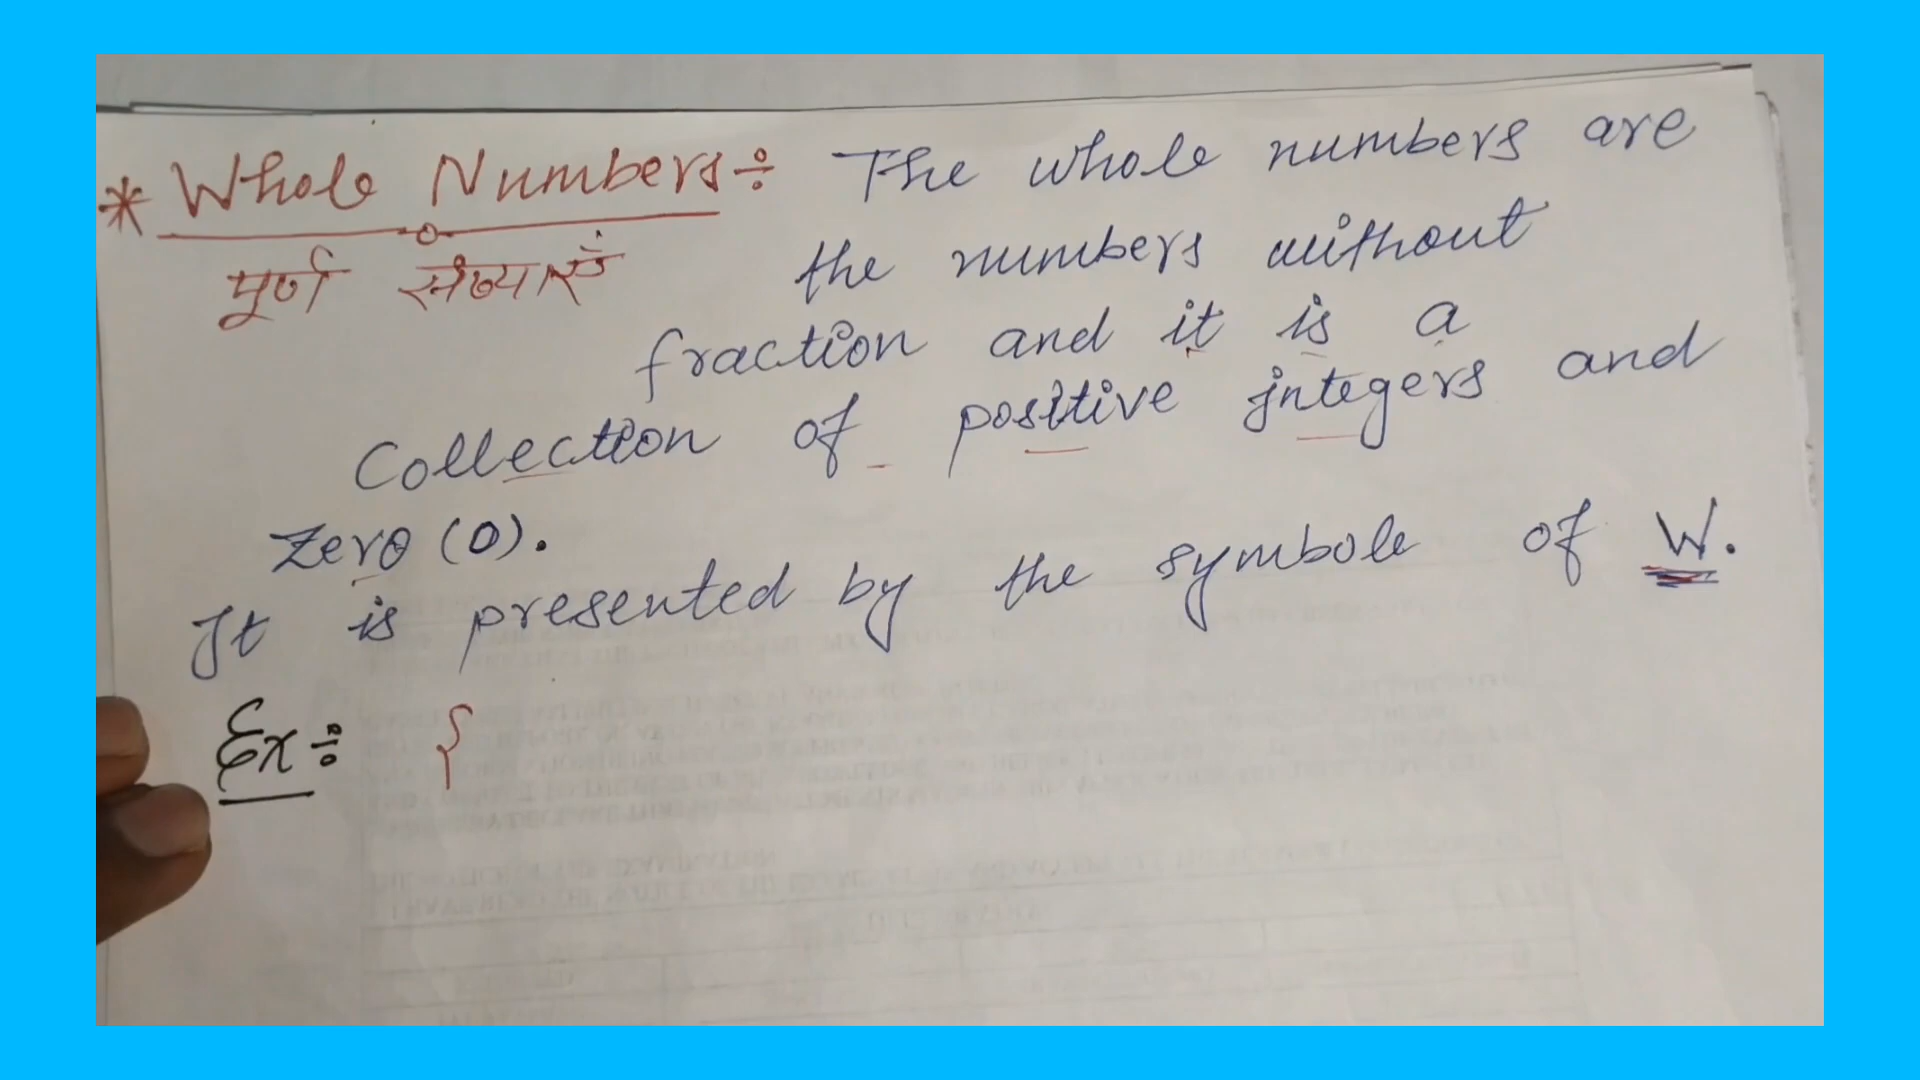 * Whole Numbers÷ The whole numbers are
पूर्ण संख्याएँ the numbers without
fraction and it is a
Collection of positive integers and
Zero (0).
It is presented by the symbole of W.
Ex÷ {